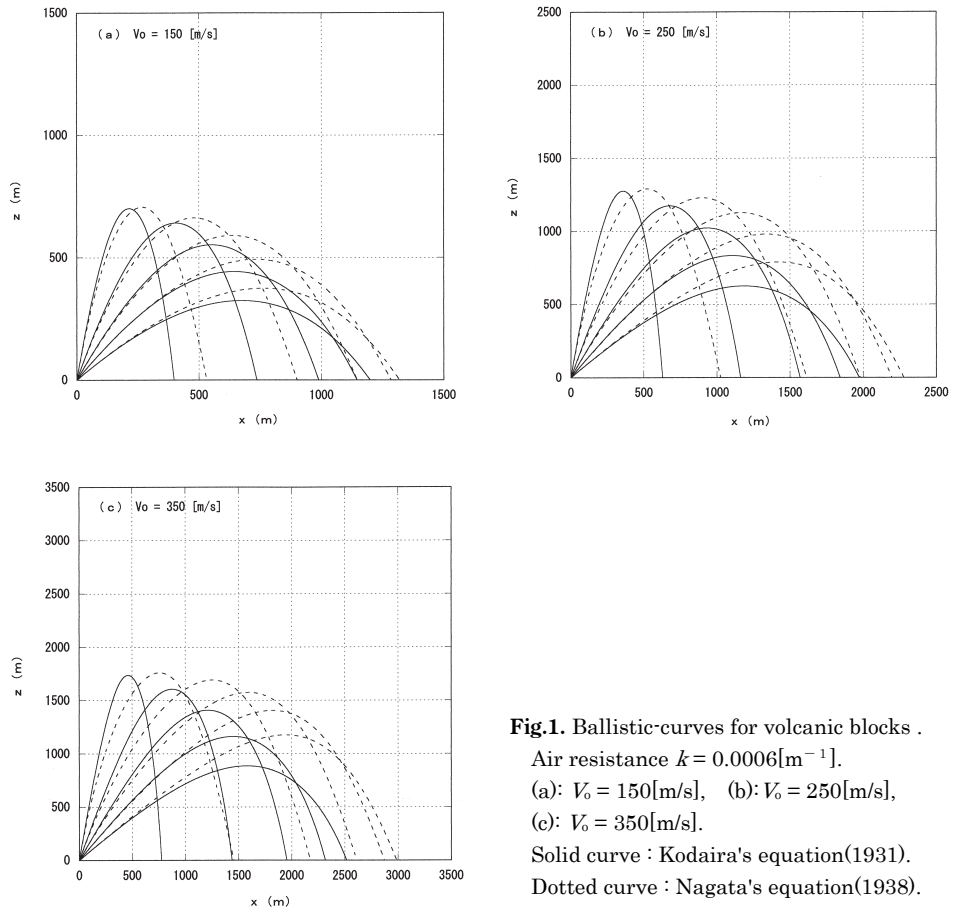 (a) Vo = 150 [m/s]
1500
1000
500
0
z (m)
0 500 1000 1500
x (m)
(b) Vo = 250 [m/s]
2500
2000
1500
1000
500
0
z (m)
0 500 1000 1500 2000 2500
x (m)
(c) Vo = 350 [m/s]
3500
3000
2500
2000
1500
1000
500
0
z (m)
0 500 1000 1500 2000 2500 3000 3500
x (m)
Fig.1. Ballistic-curves for volcanic blocks .
Air resistance k = 0.0006[m⁻¹].
(a): Vₒ = 150[m/s], (b): Vₒ = 250[m/s],
(c): Vₒ = 350[m/s].
Solid curve : Kodaira's equation(1931).
Dotted curve : Nagata's equation(1938).